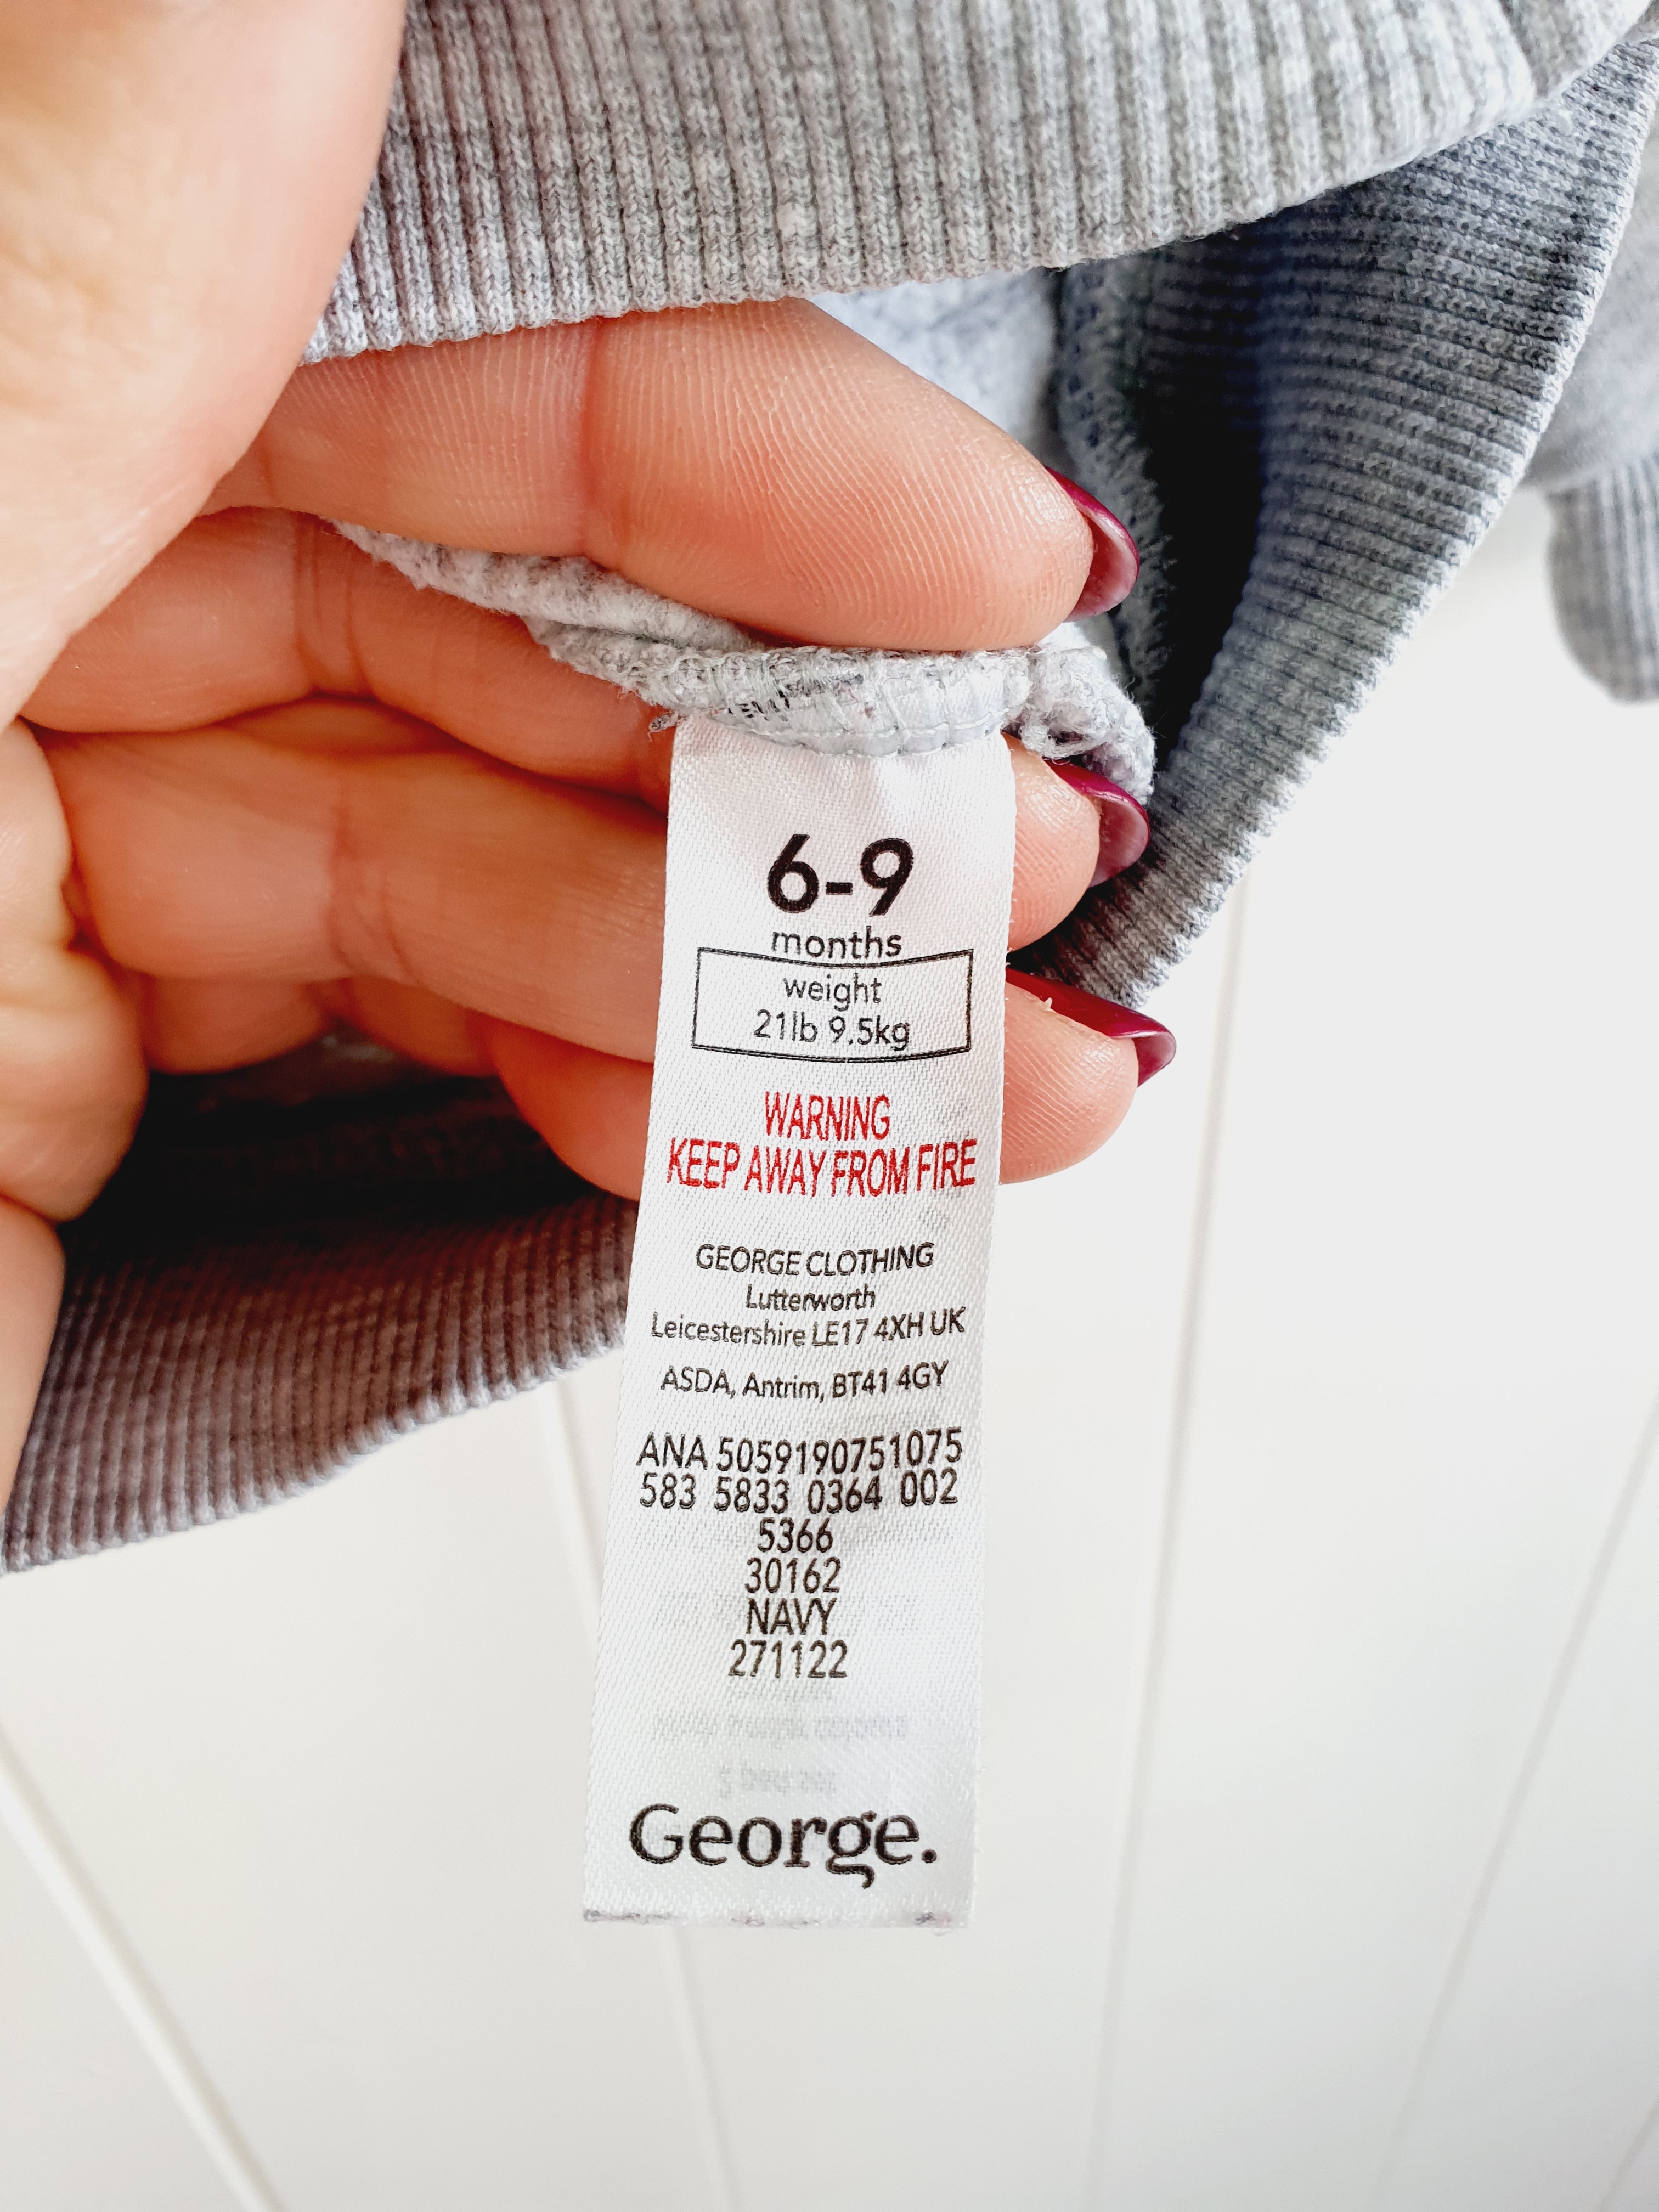 6-9
months
weight
21lb 9.5kg
WARNING
KEEP AWAY FROM FIRE
GEORGE CLOTHING
Lutterworth
Leicestershire LE17 4XH UK
ASDA, Antrim, BT41 4GY
ANA 5059190751075
583 5833 0364 002
5366
30162
NAVY
271122
George.